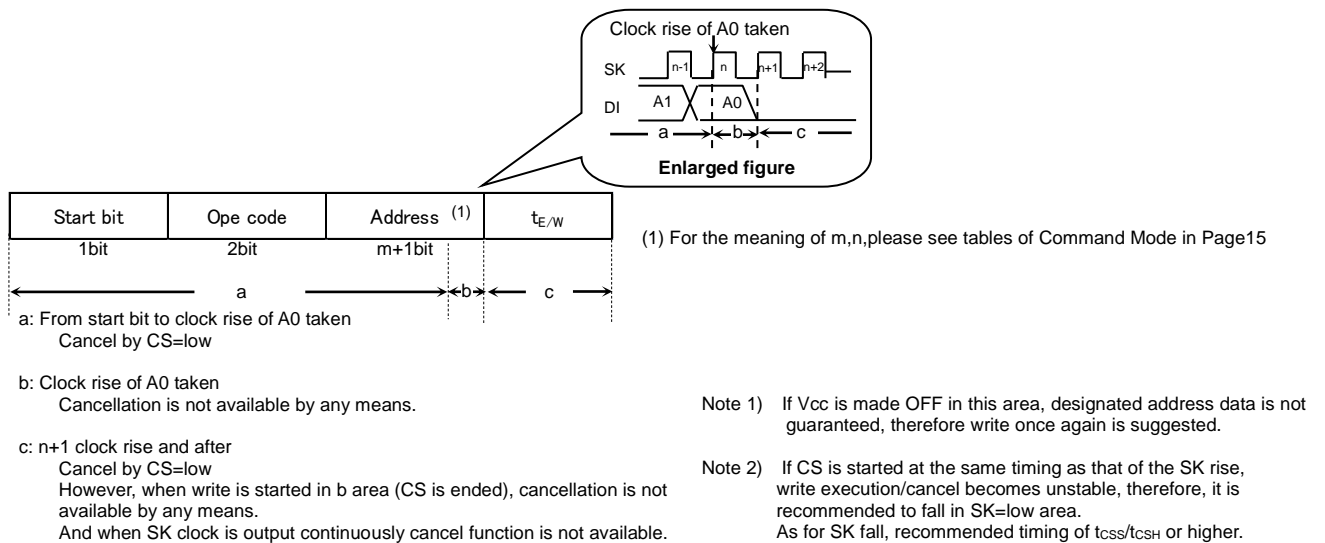 Clock rise of A0 taken
SK n-1 n n+1 n+2
DI A1 A0
a b c
Enlarged figure
Start bit Ope code Address (1) tE/W
1bit 2bit m+1bit
(1) For the meaning of m,n,please see tables of Command Mode in Page15
a b c
a: From start bit to clock rise of A0 taken
Cancel by CS=low
b: Clock rise of A0 taken
Cancellation is not available by any means.
c: n+1 clock rise and after
Cancel by CS=low
However, when write is started in b area (CS is ended), cancellation is not
available by any means.
And when SK clock is output continuously cancel function is not available.
Note 1) If Vcc is made OFF in this area, designated address data is not
guaranteed, therefore write once again is suggested.
Note 2) If CS is started at the same timing as that of the SK rise,
write execution/cancel becomes unstable, therefore, it is
recommended to fall in SK=low area.
As for SK fall, recommended timing of tCSS/tCSH or higher.